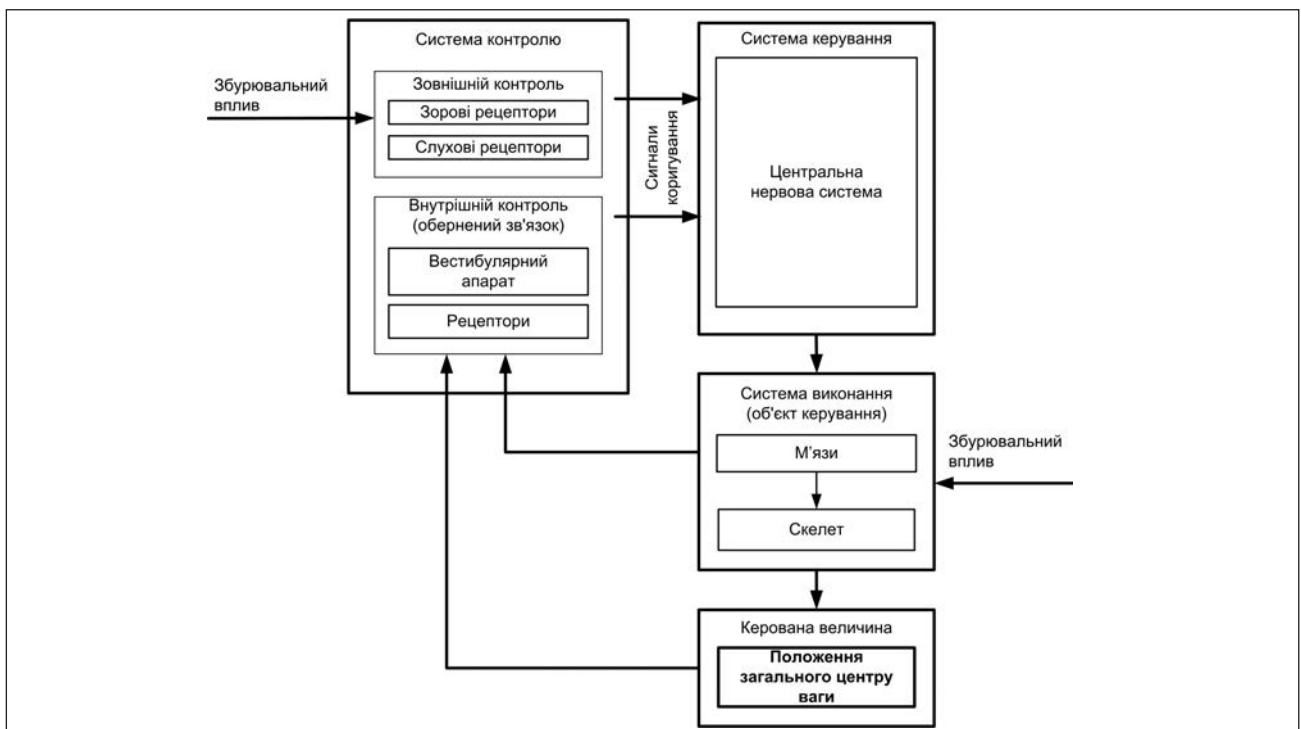 Система контролю
Збурювальний
вплив
Зовнішній контроль
Зорові рецептори
Слухові рецептори
Внутрішній контроль
(обернений зв'язок)
Вестибулярний
апарат
Рецептори
Сигнали
коригування
Система керування
Центральна
нервова система
Система виконання
(об'єкт керування)
М'язи
Скелет
Збурювальний
вплив
Керована величина
Положення
загального центру
ваги